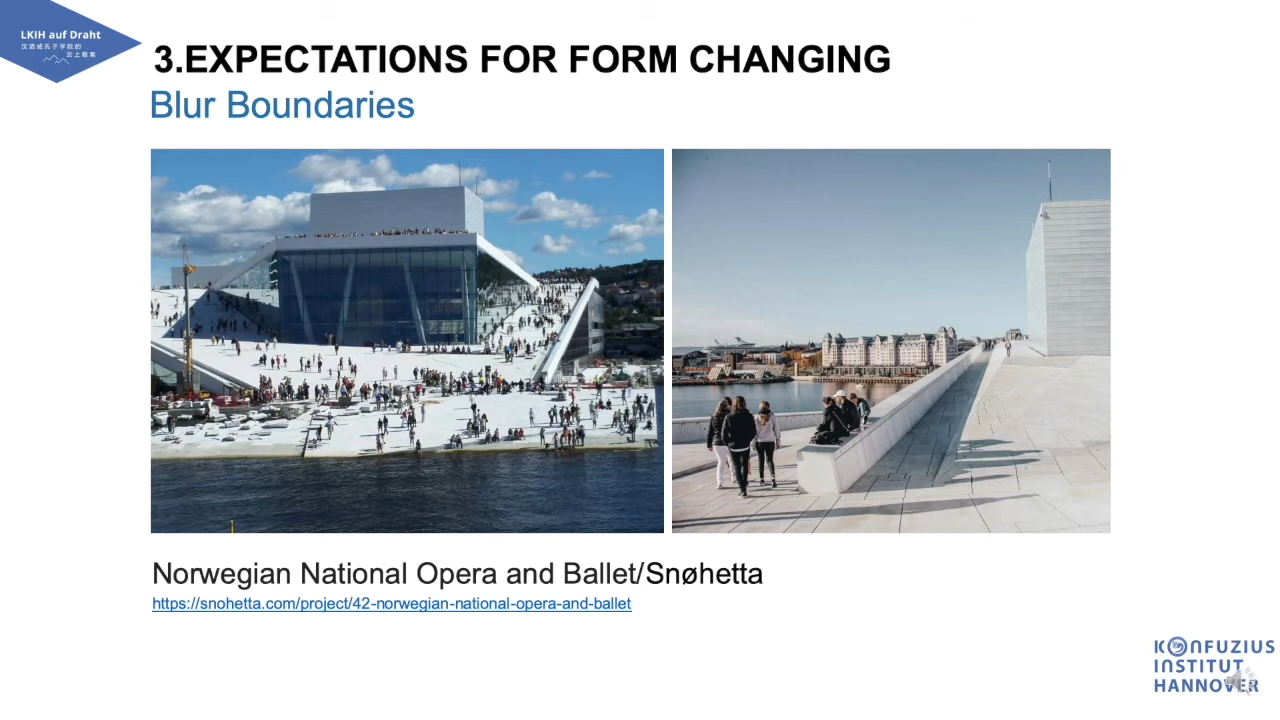 LKIH auf Draht
汉诺威孔子学院的
云上相集
3.EXPECTATIONS FOR FORM CHANGING
Blur Boundaries
Norwegian National Opera and Ballet/Snøhetta
https://snohetta.com/project/42-norwegian-national-opera-and-ballet
KONFUZIUS
INSTITUT
HANNOVER